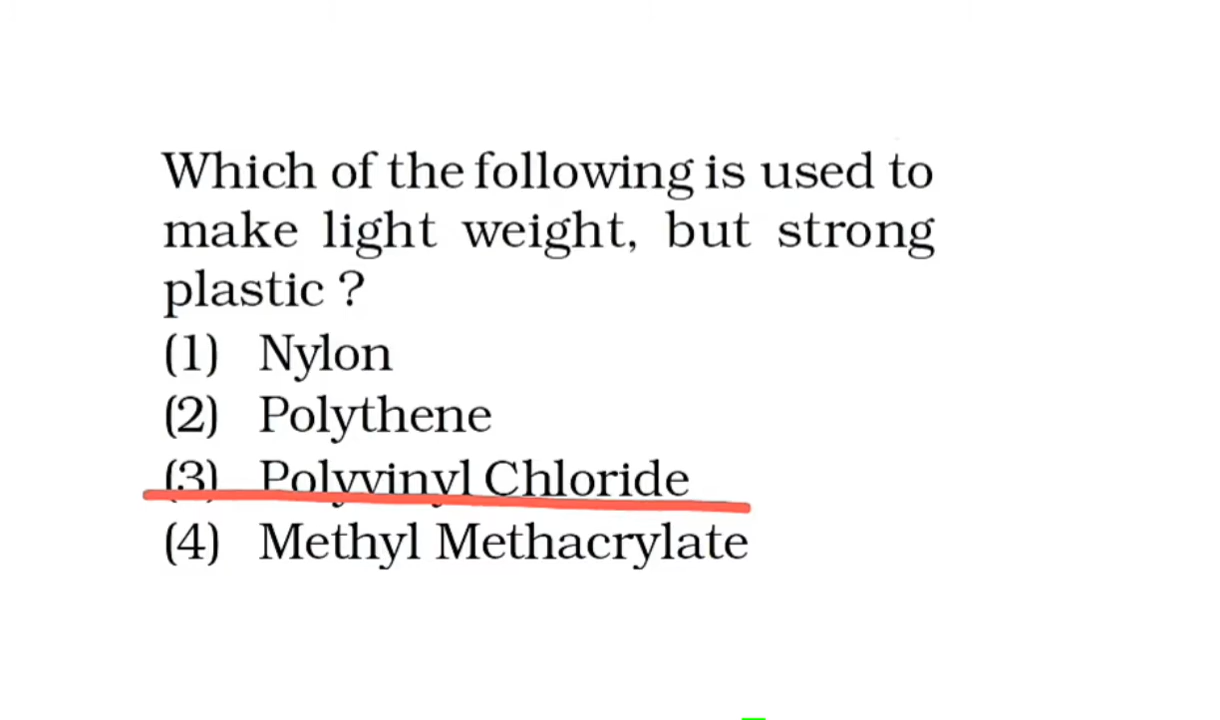 Which of the following is used to
make light weight, but strong
plastic ?
(1) Nylon
(2) Polythene
(3) Polyvinyl Chloride
(4) Methyl Methacrylate